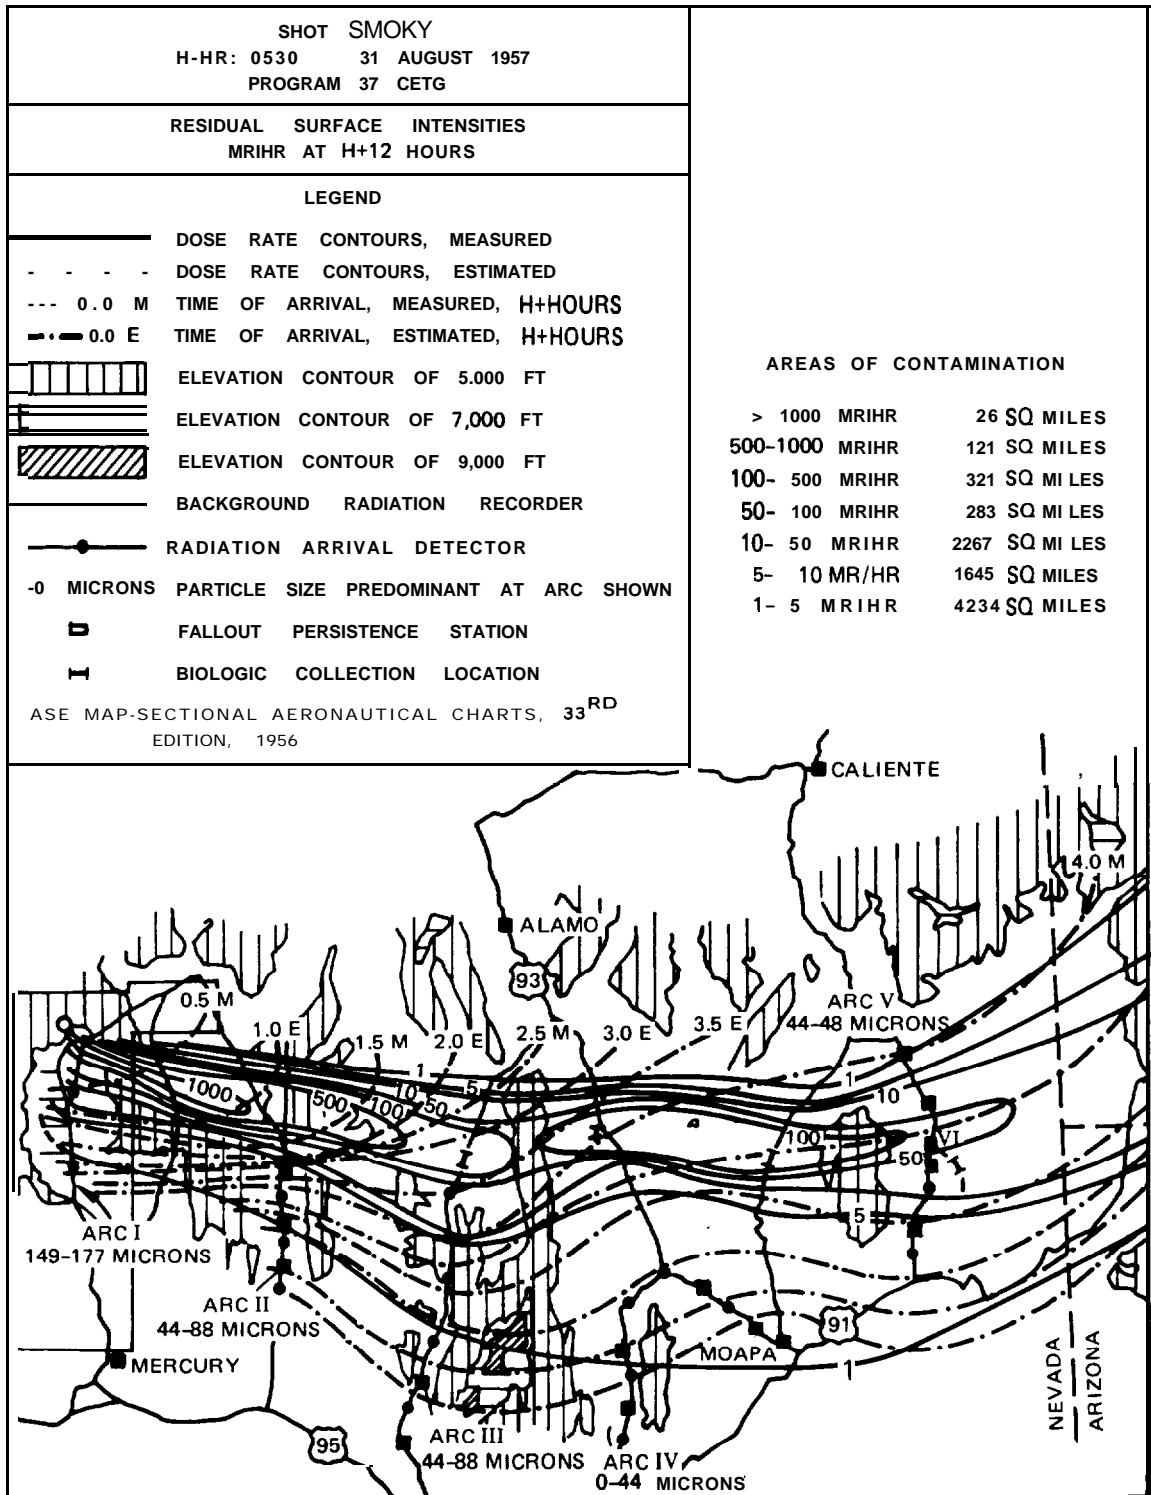 SHOT SMOKY
H-HR: 0530 31 AUGUST 1957
PROGRAM 37 CETG
RESIDUAL SURFACE INTENSITIES
MRIHR AT H+12 HOURS
LEGEND
DOSE RATE CONTOURS, MEASURED
- - - - DOSE RATE CONTOURS, ESTIMATED
--- 0.0 M TIME OF ARRIVAL, MEASURED, H+HOURS
0.0 E TIME OF ARRIVAL, ESTIMATED, H+HOURS
ELEVATION CONTOUR OF 5.000 FT
ELEVATION CONTOUR OF 7,000 FT
ELEVATION CONTOUR OF 9,000 FT
BACKGROUND RADIATION RECORDER
RADIATION ARRIVAL DETECTOR
-0 MICRONS PARTICLE SIZE PREDOMINANT AT ARC SHOWN
FALLOUT PERSISTENCE STATION
BIOLOGIC COLLECTION LOCATION
ASE MAP-SECTIONAL AERONAUTICAL CHARTS, 33RD
EDITION, 1956
AREAS OF CONTAMINATION
> 1000 MRIHR 26 SQ MILES
500-1000 MRIHR 121 SQ MILES
100- 500 MRIHR 321 SQ MI LES
50- 100 MRIHR 283 SQ MI LES
10- 50 MRIHR 2267 SQ MI LES
5- 10 MR/HR 1645 SQ MILES
1- 5 MRIHR 4234 SQ MILES
CALIENTE
4.0 M
ALAMO
93
0.5 M
1.0 E
1.5 M
2.0 E
2.5 M
3.0 E
3.5 E
ARC V
44-48 MICRONS
1
5
10
50
100
500
1000
1
10
100
50
VI
5
ARC I
149-177 MICRONS
ARC II
44-88 MICRONS
MERCURY
91
MOAPA
1
NEVADA
ARIZONA
95
ARC III
44-88 MICRONS
ARC IV
0-44 MICRONS